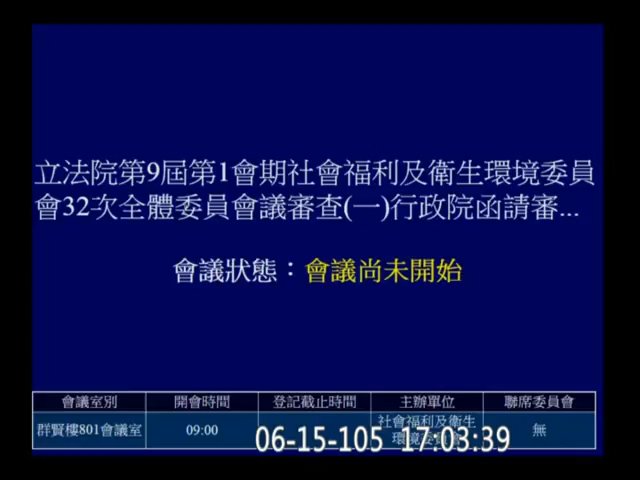 立法院第9屆第1會期社會福利及衛生環境委員
會32次全體委員會議審查(一)行政院函請審...
會議狀態：會議尚未開始
會議室別 開會時間 登記截止時間 主辦單位 聯席委員會
群賢樓801會議室 09:00 社會福利及衛生 無
環境委員會
06-15-105 17:03:39